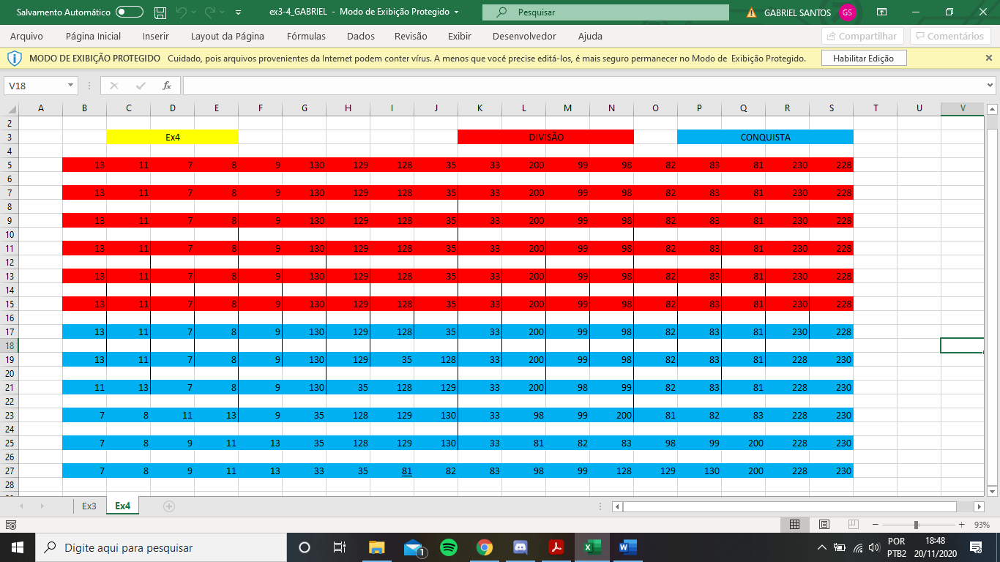 Salvamento Automático ex3-4_GABRIEL - Modo de Exibição Protegido Pesquisar GABRIEL SANTOS GS
Arquivo Página Inicial Inserir Layout da Página Fórmulas Dados Revisão Exibir Desenvolvedor Ajuda Compartilhar Comentários
MODO DE EXIBIÇÃO PROTEGIDO Cuidado, pois arquivos provenientes da Internet podem conter vírus. A menos que você precise editá-los, é mais seguro permanecer no Modo de Exibição Protegido. Habilitar Edição
V18 fx
A B C D E F G H I J K L M N O P Q R S T U V
2
3 Ex4 DIVISÃO CONQUISTA
4
5 13 11 7 8 9 130 129 128 35 33 200 99 98 82 83 81 230 228
6
7 13 11 7 8 9 130 129 128 35 33 200 99 98 82 83 81 230 228
8
9 13 11 7 8 9 130 129 128 35 33 200 99 98 82 83 81 230 228
10
11 13 11 7 8 9 130 129 128 35 33 200 99 98 82 83 81 230 228
12
13 13 11 7 8 9 130 129 128 35 33 200 99 98 82 83 81 230 228
14
15 13 11 7 8 9 130 129 128 35 33 200 99 98 82 83 81 230 228
16
17 13 11 7 8 9 130 129 128 35 33 200 99 98 82 83 81 230 228
18
19 13 11 7 8 9 130 129 35 128 33 200 99 98 82 83 81 228 230
20
21 11 13 7 8 9 130 35 128 129 33 200 98 99 82 83 81 228 230
22
23 7 8 11 13 9 35 128 129 130 33 98 99 200 81 82 83 228 230
24
25 7 8 9 11 13 35 128 129 130 33 81 82 83 98 99 200 228 230
26
27 7 8 9 11 13 33 35 81 82 83 98 99 128 129 130 200 228 230
28
Ex3 Ex4
93%
Digite aqui para pesquisar 1 POR 18:48
PTB2 20/11/2020